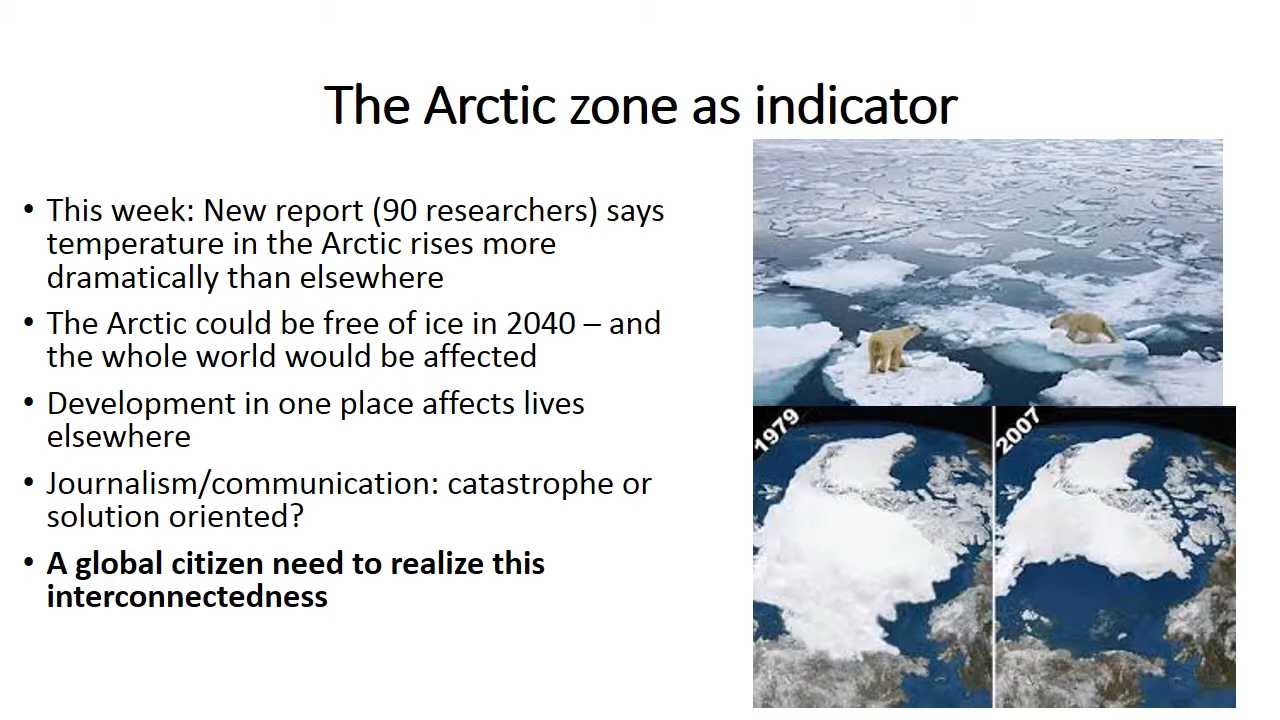 The Arctic zone as indicator
• This week: New report (90 researchers) says
temperature in the Arctic rises more
dramatically than elsewhere
• The Arctic could be free of ice in 2040 – and
the whole world would be affected
• Development in one place affects lives
elsewhere
• Journalism/communication: catastrophe or
solution oriented?
• A global citizen need to realize this
interconnectedness
1979
2007